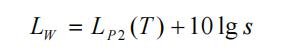 L_W = L_{P2}(T) + 10 lg s